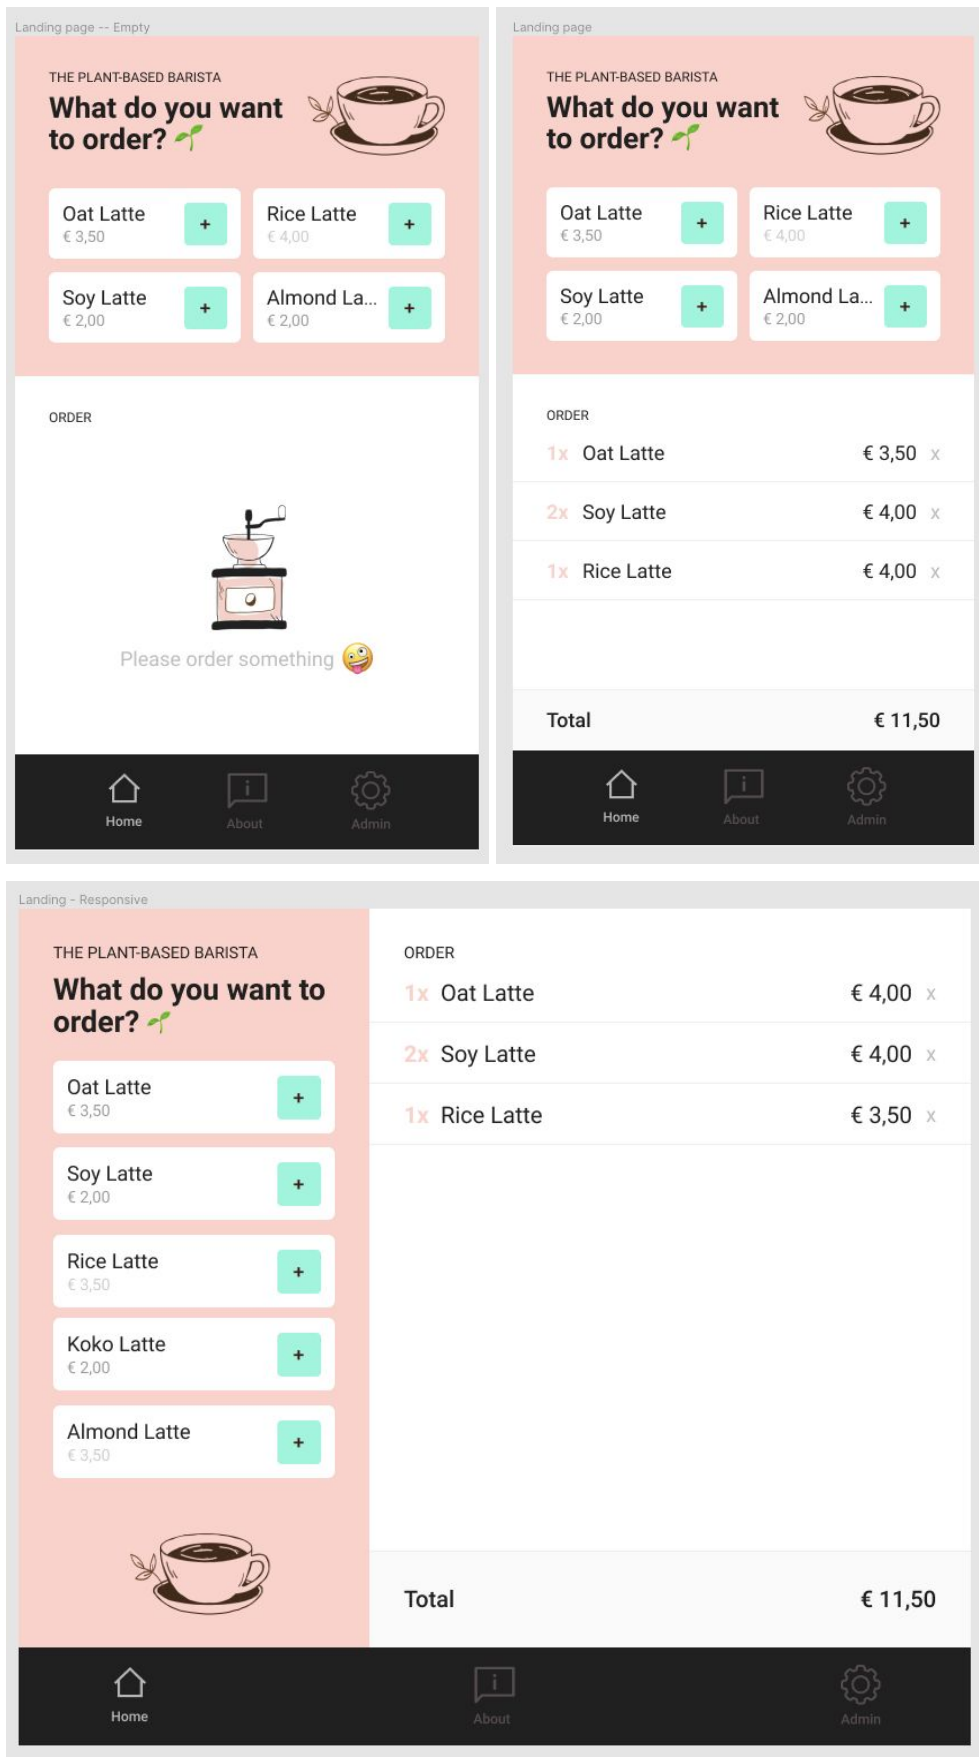 Landing page -- Empty
THE PLANT-BASED BARISTA
What do you want
to order? 🌱
Oat Latte
€ 3,50
+
Rice Latte
€ 4,00
+
Soy Latte
€ 2,00
+
Almond La...
€ 2,00
+
ORDER
Please order something 🤪
Home
i
About
Admin
Landing page
THE PLANT-BASED BARISTA
What do you want
to order? 🌱
Oat Latte
€ 3,50
+
Rice Latte
€ 4,00
+
Soy Latte
€ 2,00
+
Almond La...
€ 2,00
+
ORDER
1x Oat Latte € 3,50 x
2x Soy Latte € 4,00 x
1x Rice Latte € 4,00 x
Total € 11,50
Home
i
About
Admin
Landing - Responsive
THE PLANT-BASED BARISTA
What do you want to
order? 🌱
Oat Latte
€ 3,50
+
Soy Latte
€ 2,00
+
Rice Latte
€ 3,50
+
Koko Latte
€ 2,00
+
Almond Latte
€ 3,50
+
ORDER
1x Oat Latte € 4,00 x
2x Soy Latte € 4,00 x
1x Rice Latte € 3,50 x
Total € 11,50
Home
i
About
Admin